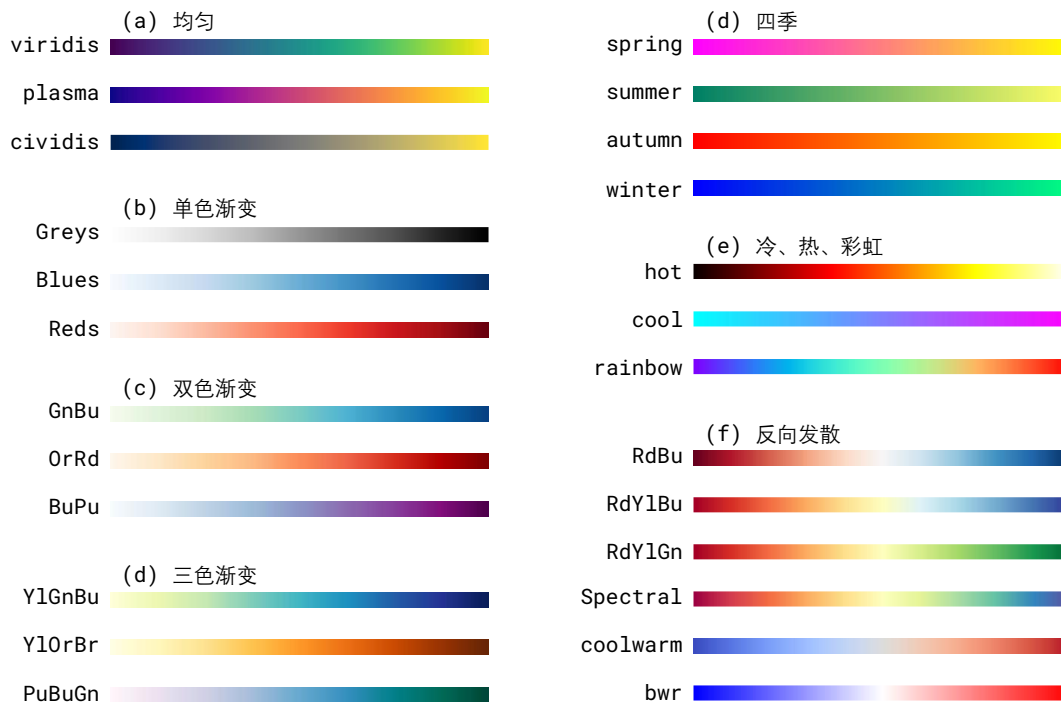 (a) 均匀
viridis
plasma
cividis
(b) 单色渐变
Greys
Blues
Reds
(c) 双色渐变
GnBu
OrRd
BuPu
(d) 三色渐变
YlGnBu
YlOrBr
PuBuGn
(d) 四季
spring
summer
autumn
winter
(e) 冷、热、彩虹
hot
cool
rainbow
(f) 反向发散
RdBu
RdYlBu
RdYlGn
Spectral
coolwarm
bwr